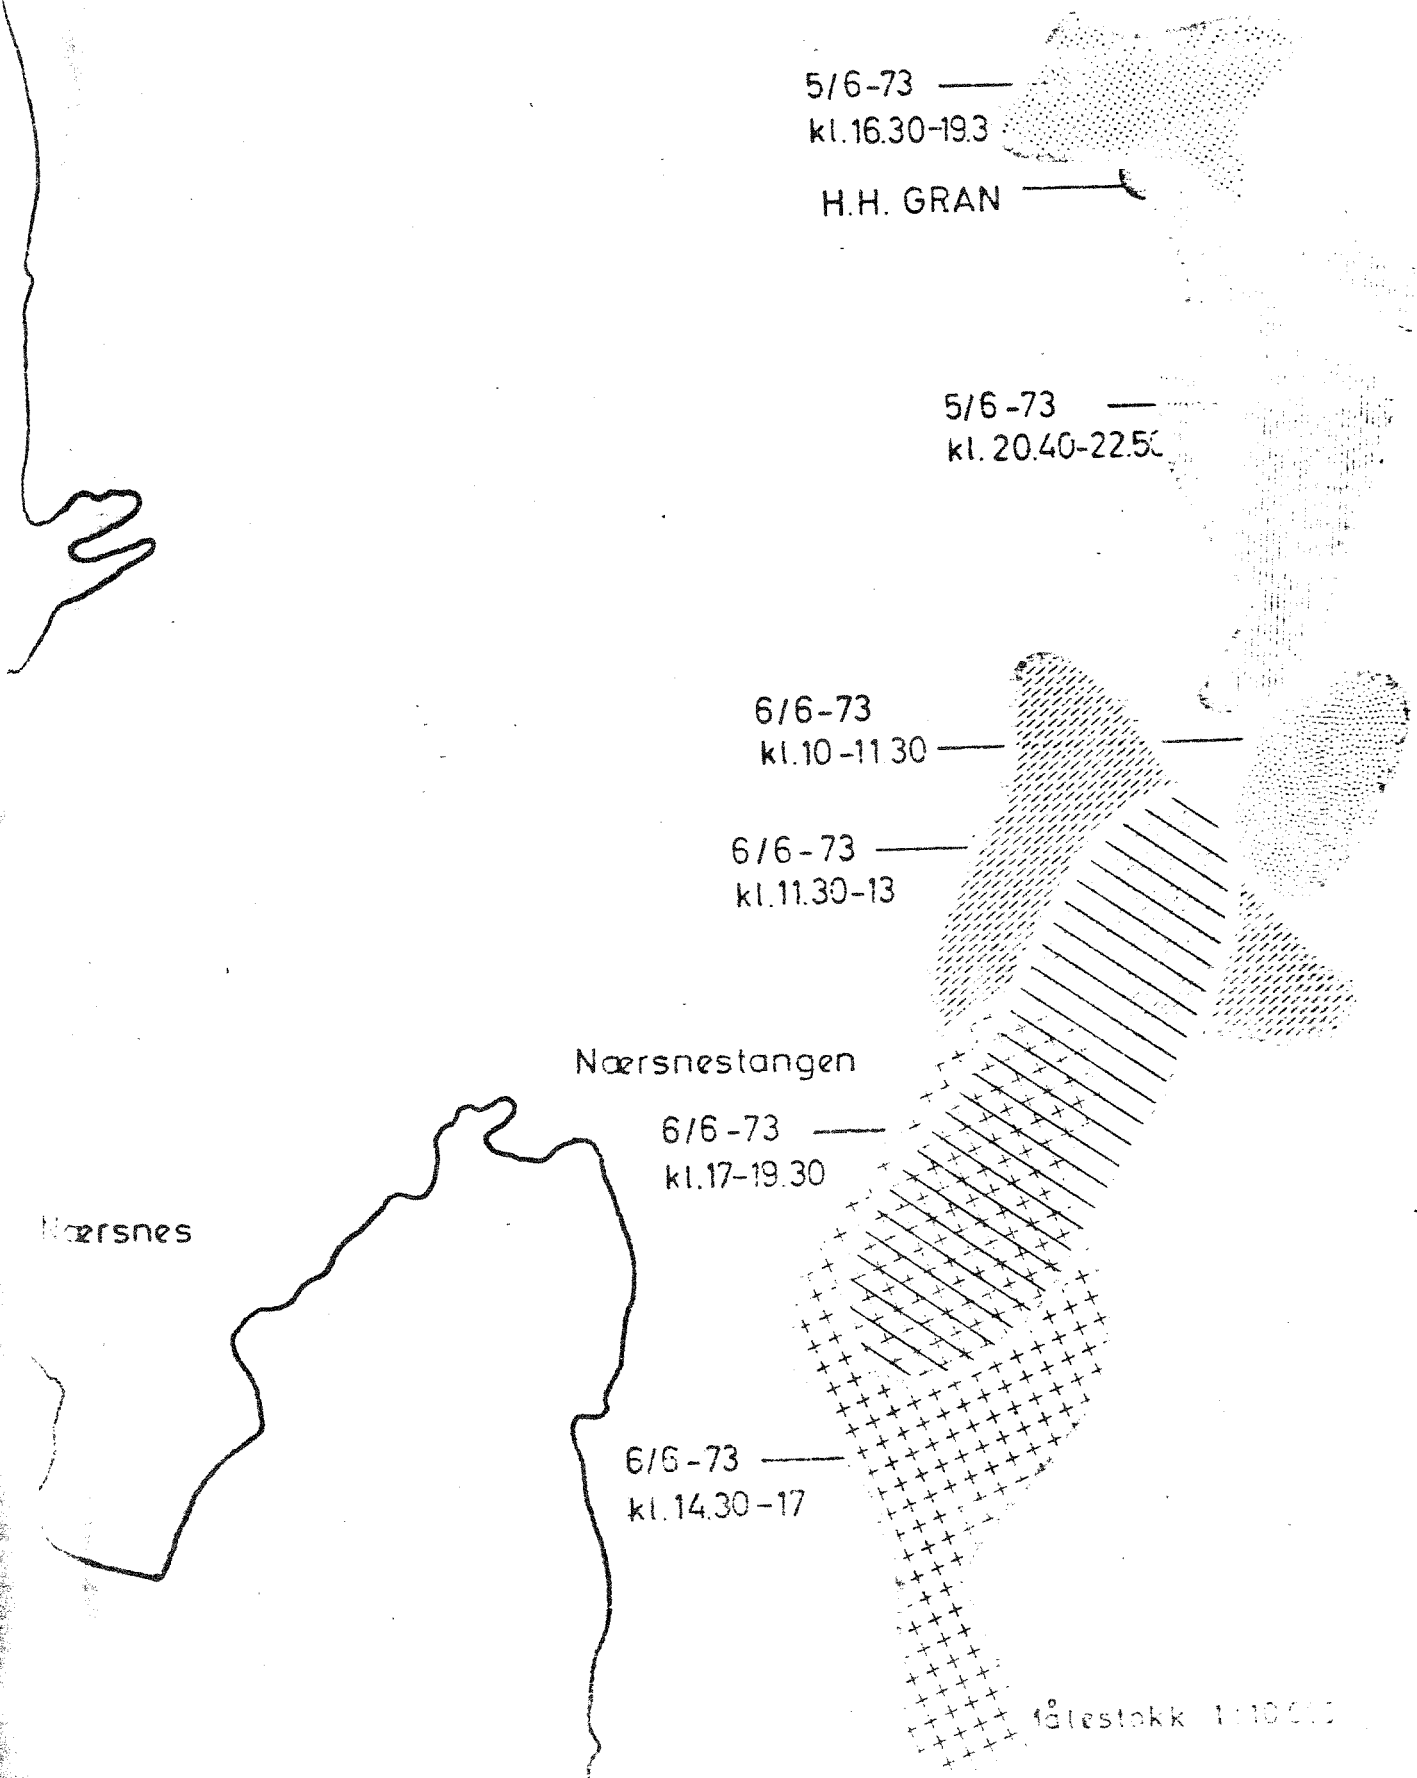 5/6-73
kl.16.30-19.3
H.H. GRAN
5/6-73
kl. 20.40-22.5
6/6-73
kl.10-11 30
6/6-73
kl.11.30-13
Nærsnestangen
6/6-73
kl.17-19.30
Nærsnes
6/6-73
kl.14.30-17